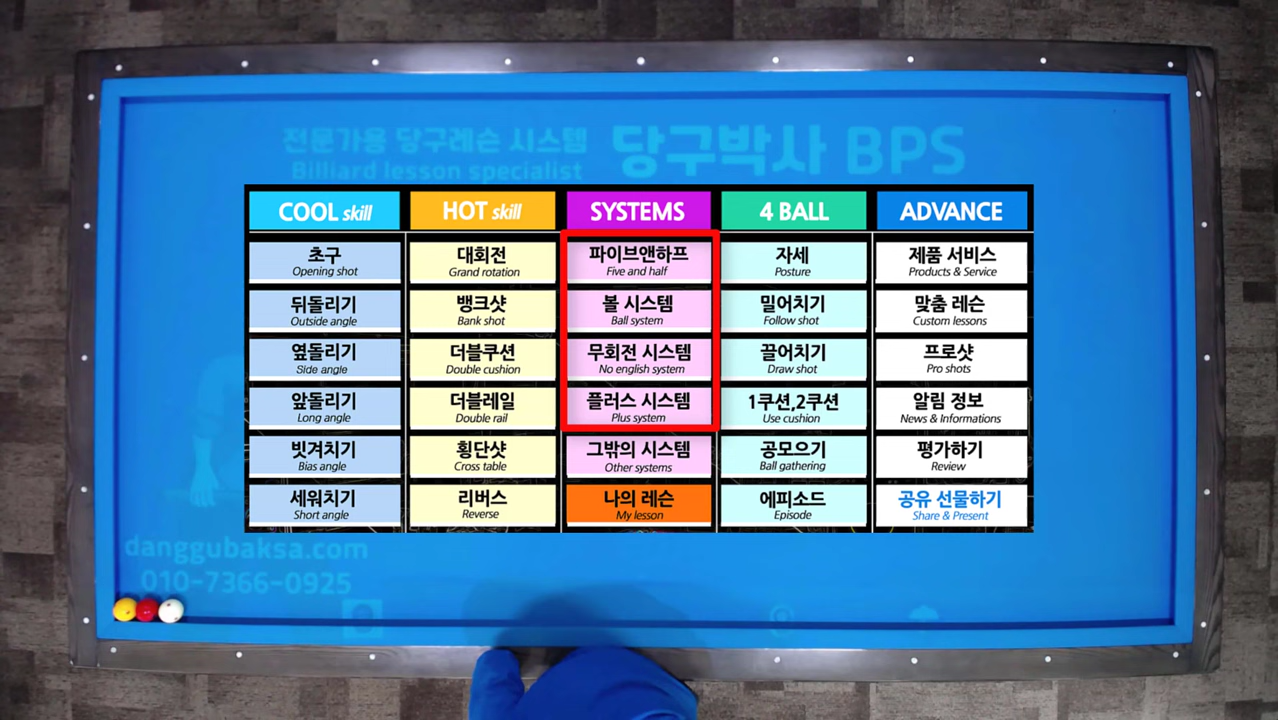 전문가용 당구레슨 시스템
Billiard lesson specialist
당구박사 BPS
COOL skill
HOT skill
SYSTEMS
4 BALL
ADVANCE
초구
Opening shot
대회전
Grand rotation
파이브앤하프
Five and half
자세
Posture
제품 서비스
Products & Service
뒤돌리기
Outside angle
뱅크샷
Bank shot
볼 시스템
Ball system
밀어치기
Follow shot
맞춤 레슨
Custom lessons
옆돌리기
Side angle
더블쿠션
Double cushion
무회전 시스템
No english system
끌어치기
Draw shot
프로샷
Pro shots
앞돌리기
Long angle
더블레일
Double rail
플러스 시스템
Plus system
1쿠션,2쿠션
Use cushion
알림 정보
News & Informations
빗겨치기
Bias angle
횡단샷
Cross table
그밖의 시스템
Other systems
공모으기
Ball gathering
평가하기
Review
세워치기
Short angle
리버스
Reverse
나의 레슨
My lesson
에피소드
Episode
공유 선물하기
Share & Present
danggubaksa.com
010-7366-0925